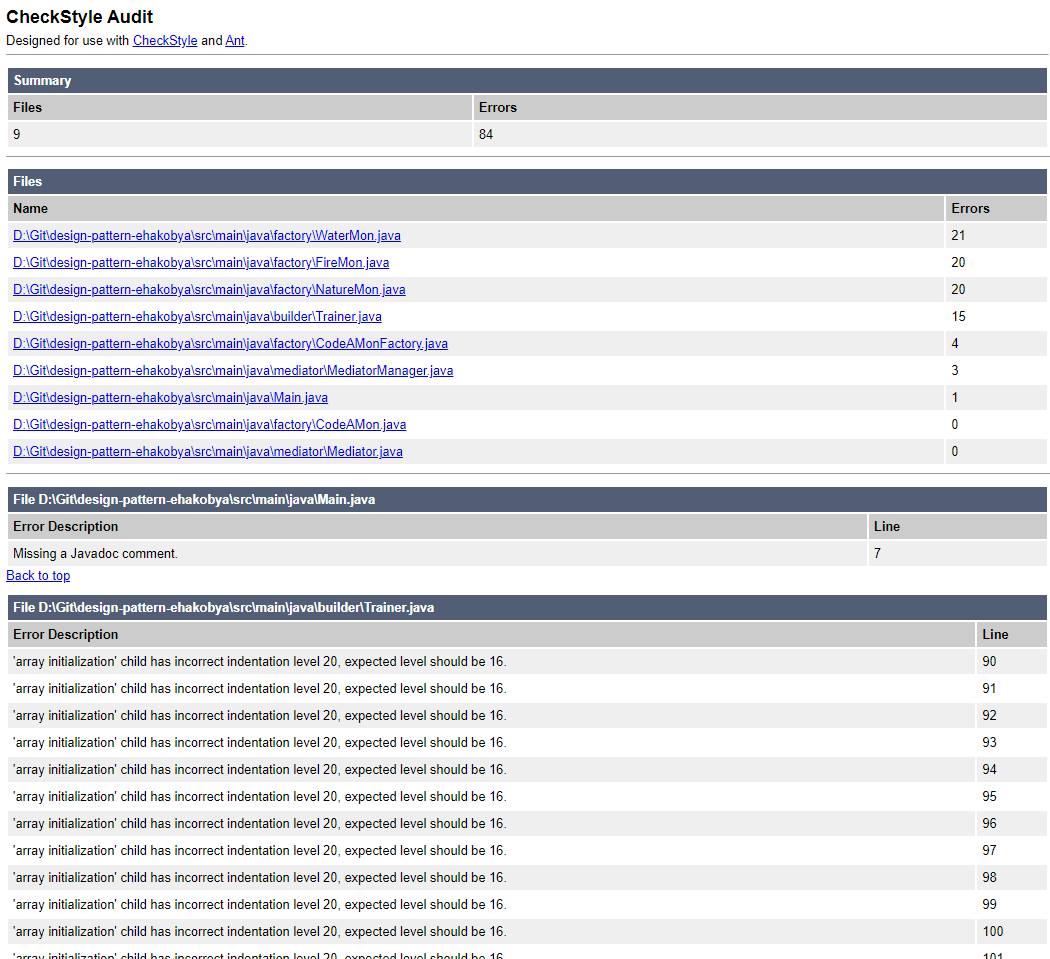 CheckStyle Audit
Designed for use with CheckStyle and Ant.
Summary
Files Errors
9 84
Files
Name Errors
D:\Git\design-pattern-ehakobya\src\main\java\factory\WaterMon.java 21
D:\Git\design-pattern-ehakobya\src\main\java\factory\FireMon.java 20
D:\Git\design-pattern-ehakobya\src\main\java\factory\NatureMon.java 20
D:\Git\design-pattern-ehakobya\src\main\java\builder\Trainer.java 15
D:\Git\design-pattern-ehakobya\src\main\java\factory\CodeAMonFactory.java 4
D:\Git\design-pattern-ehakobya\src\main\java\mediator\MediatorManager.java 3
D:\Git\design-pattern-ehakobya\src\main\java\Main.java 1
D:\Git\design-pattern-ehakobya\src\main\java\factory\CodeAMon.java 0
D:\Git\design-pattern-ehakobya\src\main\java\mediator\Mediator.java 0
File D:\Git\design-pattern-ehakobya\src\main\java\Main.java
Error Description Line
Missing a Javadoc comment. 7
Back to top
File D:\Git\design-pattern-ehakobya\src\main\java\builder\Trainer.java
Error Description Line
'array initialization' child has incorrect indentation level 20, expected level should be 16. 90
'array initialization' child has incorrect indentation level 20, expected level should be 16. 91
'array initialization' child has incorrect indentation level 20, expected level should be 16. 92
'array initialization' child has incorrect indentation level 20, expected level should be 16. 93
'array initialization' child has incorrect indentation level 20, expected level should be 16. 94
'array initialization' child has incorrect indentation level 20, expected level should be 16. 95
'array initialization' child has incorrect indentation level 20, expected level should be 16. 96
'array initialization' child has incorrect indentation level 20, expected level should be 16. 97
'array initialization' child has incorrect indentation level 20, expected level should be 16. 98
'array initialization' child has incorrect indentation level 20, expected level should be 16. 99
'array initialization' child has incorrect indentation level 20, expected level should be 16. 100
'array initialization' child has incorrect indentation level 20, expected level should be 16. 101